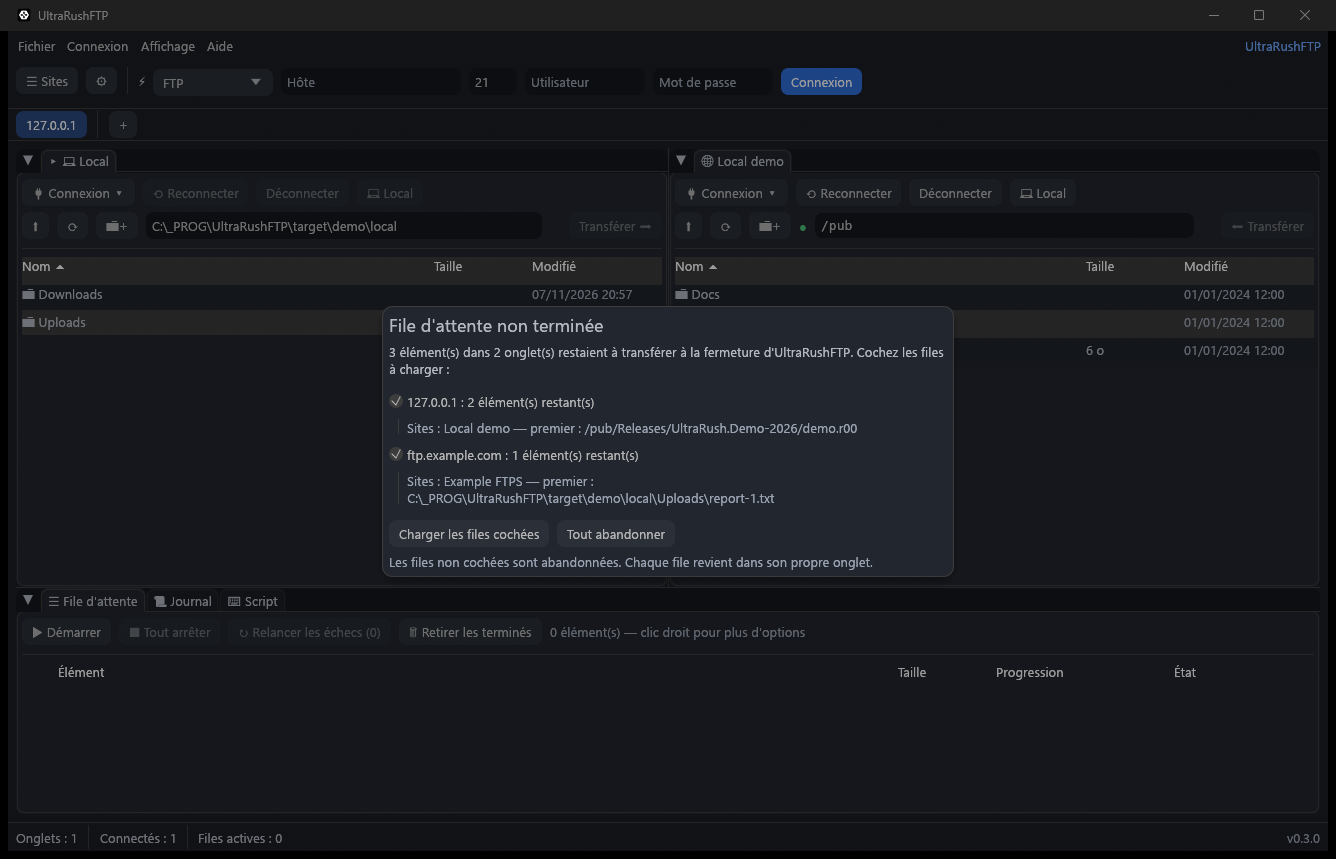 UltraRushFTP
Fichier Connexion Affichage Aide UltraRushFTP
Sites FTP Hôte 21 Utilisateur Mot de passe Connexion
127.0.0.1 +
Local Local demo
Connexion Reconnecter Déconnecter Local Connexion Reconnecter Déconnecter Local
C:\_PROG\UltraRushFTP\target\demo\local Transférer /pub Transférer
Nom Taille Modifié Nom Taille Modifié
Downloads 07/11/2026 20:57 Docs 01/01/2024 12:00
Uploads 01/01/2024 12:00
6 o 01/01/2024 12:00
File d'attente non terminée
3 élément(s) dans 2 onglet(s) restaient à transférer à la fermeture d'UltraRushFTP. Cochez les files
à charger :
127.0.0.1 : 2 élément(s) restant(s)
Sites : Local demo — premier : /pub/Releases/UltraRush.Demo-2026/demo.r00
ftp.example.com : 1 élément(s) restant(s)
Sites : Example FTPS — premier :
C:\_PROG\UltraRushFTP\target\demo\local\Uploads\report-1.txt
Charger les files cochées Tout abandonner
Les files non cochées sont abandonnées. Chaque file revient dans son propre onglet.
File d'attente Journal Script
Démarrer Tout arrêter Relancer les échecs (0) Retirer les terminés 0 élément(s) — clic droit pour plus d'options
Élément Taille Progression État
Onglets : 1 Connectés : 1 Files actives : 0 v0.3.0